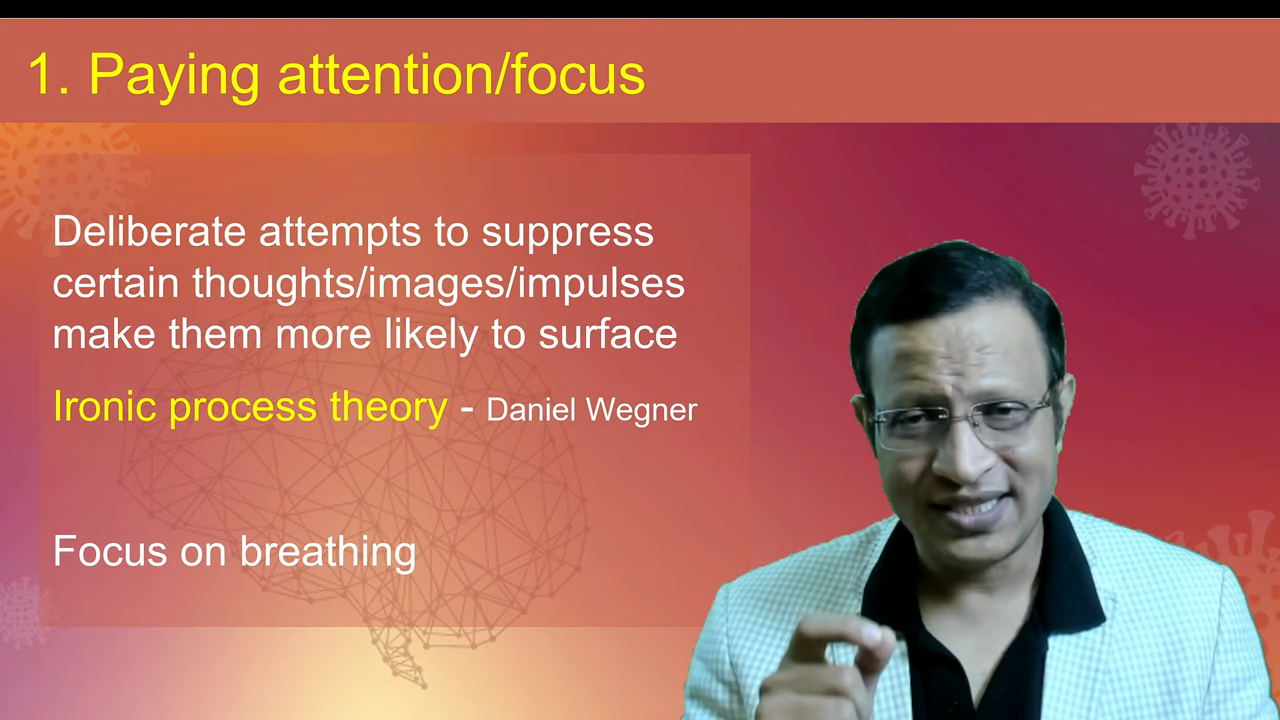 1. Paying attention/focus
Deliberate attempts to suppress
certain thoughts/images/impulses
make them more likely to surface
Ironic process theory - Daniel Wegner
Focus on breathing